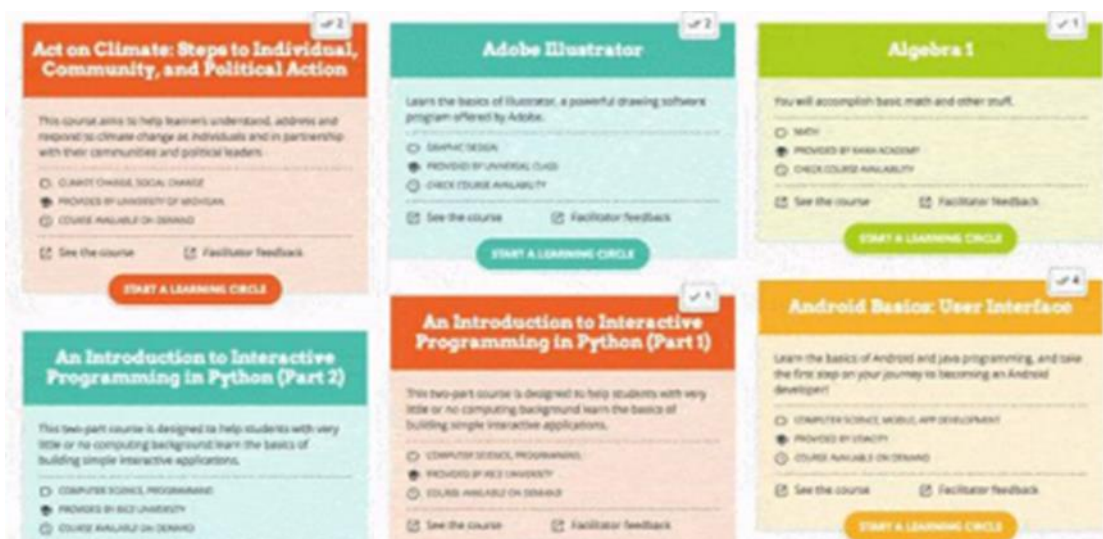 2
Act on Climate: Steps to Individual,
Community, and Political Action
This course aims to help learners understand, address and
respond to climate change as individuals and in partnership
with their communities and political leaders
CLIMATE CHANGE, SOCIAL CHANGE
PROVIDED BY UNIVERSITY OF MICHIGAN
COURSE AVAILABLE ON DEMAND
See the course
Facilitator feedback
START A LEARNING CIRCLE
An Introduction to Interactive
Programming in Python (Part 2)
This two-part course is designed to help students with very
little or no computing background learn the basics of
building simple interactive applications.
COMPUTER SCIENCE, PROGRAMMING
PROVIDED BY RICE UNIVERSITY
COURSE AVAILABLE ON DEMAND
2
Adobe Illustrator
Learn the basics of Illustrator, a powerful drawing software
program offered by Adobe.
GRAPHIC DESIGN
PROVIDED BY UNIVERSAL CLASS
CHECK COURSE AVAILABILITY
See the course
Facilitator feedback
START A LEARNING CIRCLE
1
An Introduction to Interactive
Programming in Python (Part 1)
This two-part course is designed to help students with very
little or no computing background learn the basics of
building simple interactive applications.
COMPUTER SCIENCE, PROGRAMMING
PROVIDED BY RICE UNIVERSITY
COURSE AVAILABLE ON DEMAND
See the course
Facilitator feedback
1
Algebra 1
You will accomplish basic math and other stuff.
MATH
PROVIDED BY KHAN ACADEMY
CHECK COURSE AVAILABILITY
See the course
Facilitator feedback
START A LEARNING CIRCLE
4
Android Basics: User Interface
Learn the basics of Android and Java programming, and take
the first step on your journey to becoming an Android
developer!
COMPUTER SCIENCE, MOBILE, APP DEVELOPMENT
PROVIDED BY UDACITY
COURSE AVAILABLE ON DEMAND
See the course
Facilitator feedback
START A LEARNING CIRCLE